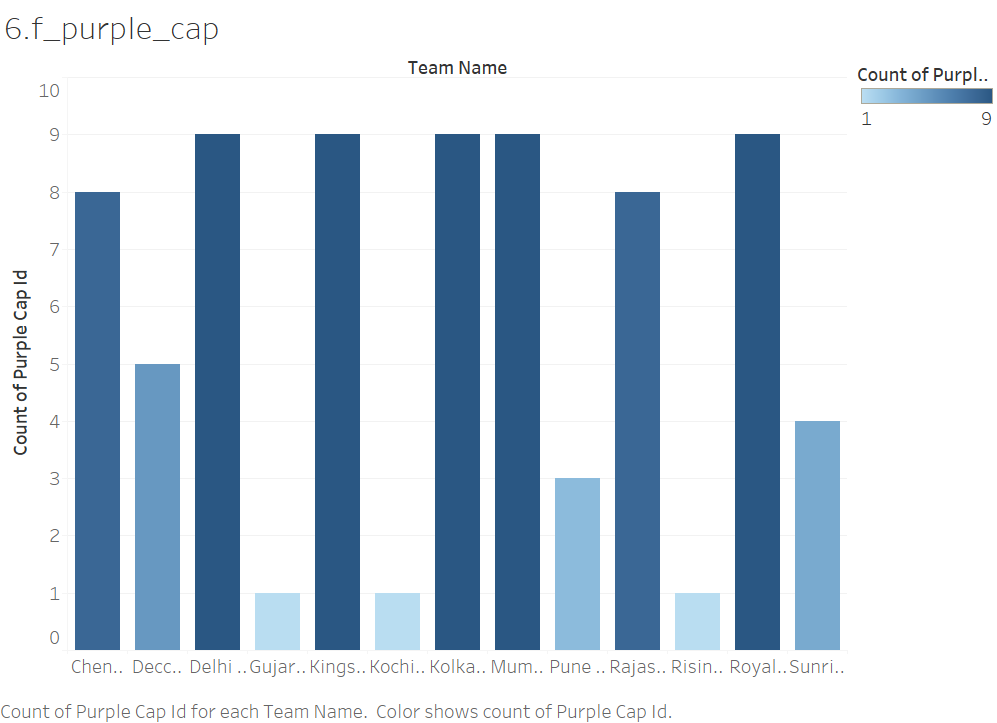 6.f_purple_cap
Team Name
Count of Purpl..
1 9
10
9
8
7
6
5
4
3
2
1
0
Count of Purple Cap Id
Chen.. Decc.. Delhi .. Gujar.. Kings.. Kochi.. Kolka.. Mum.. Pune .. Rajas.. Risin.. Royal.. Sunri..
Count of Purple Cap Id for each Team Name.  Color shows count of Purple Cap Id.